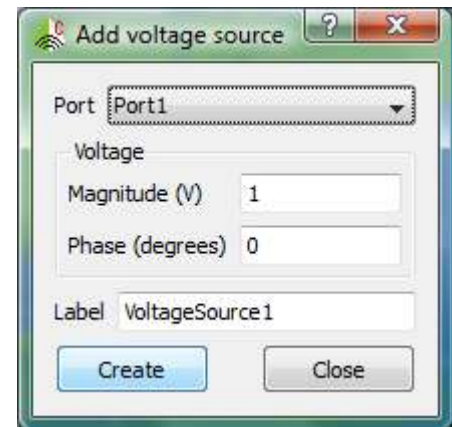 Add voltage source
Port Port1
Voltage
Magnitude (V) 1
Phase (degrees) 0
Label VoltageSource1
Create Close